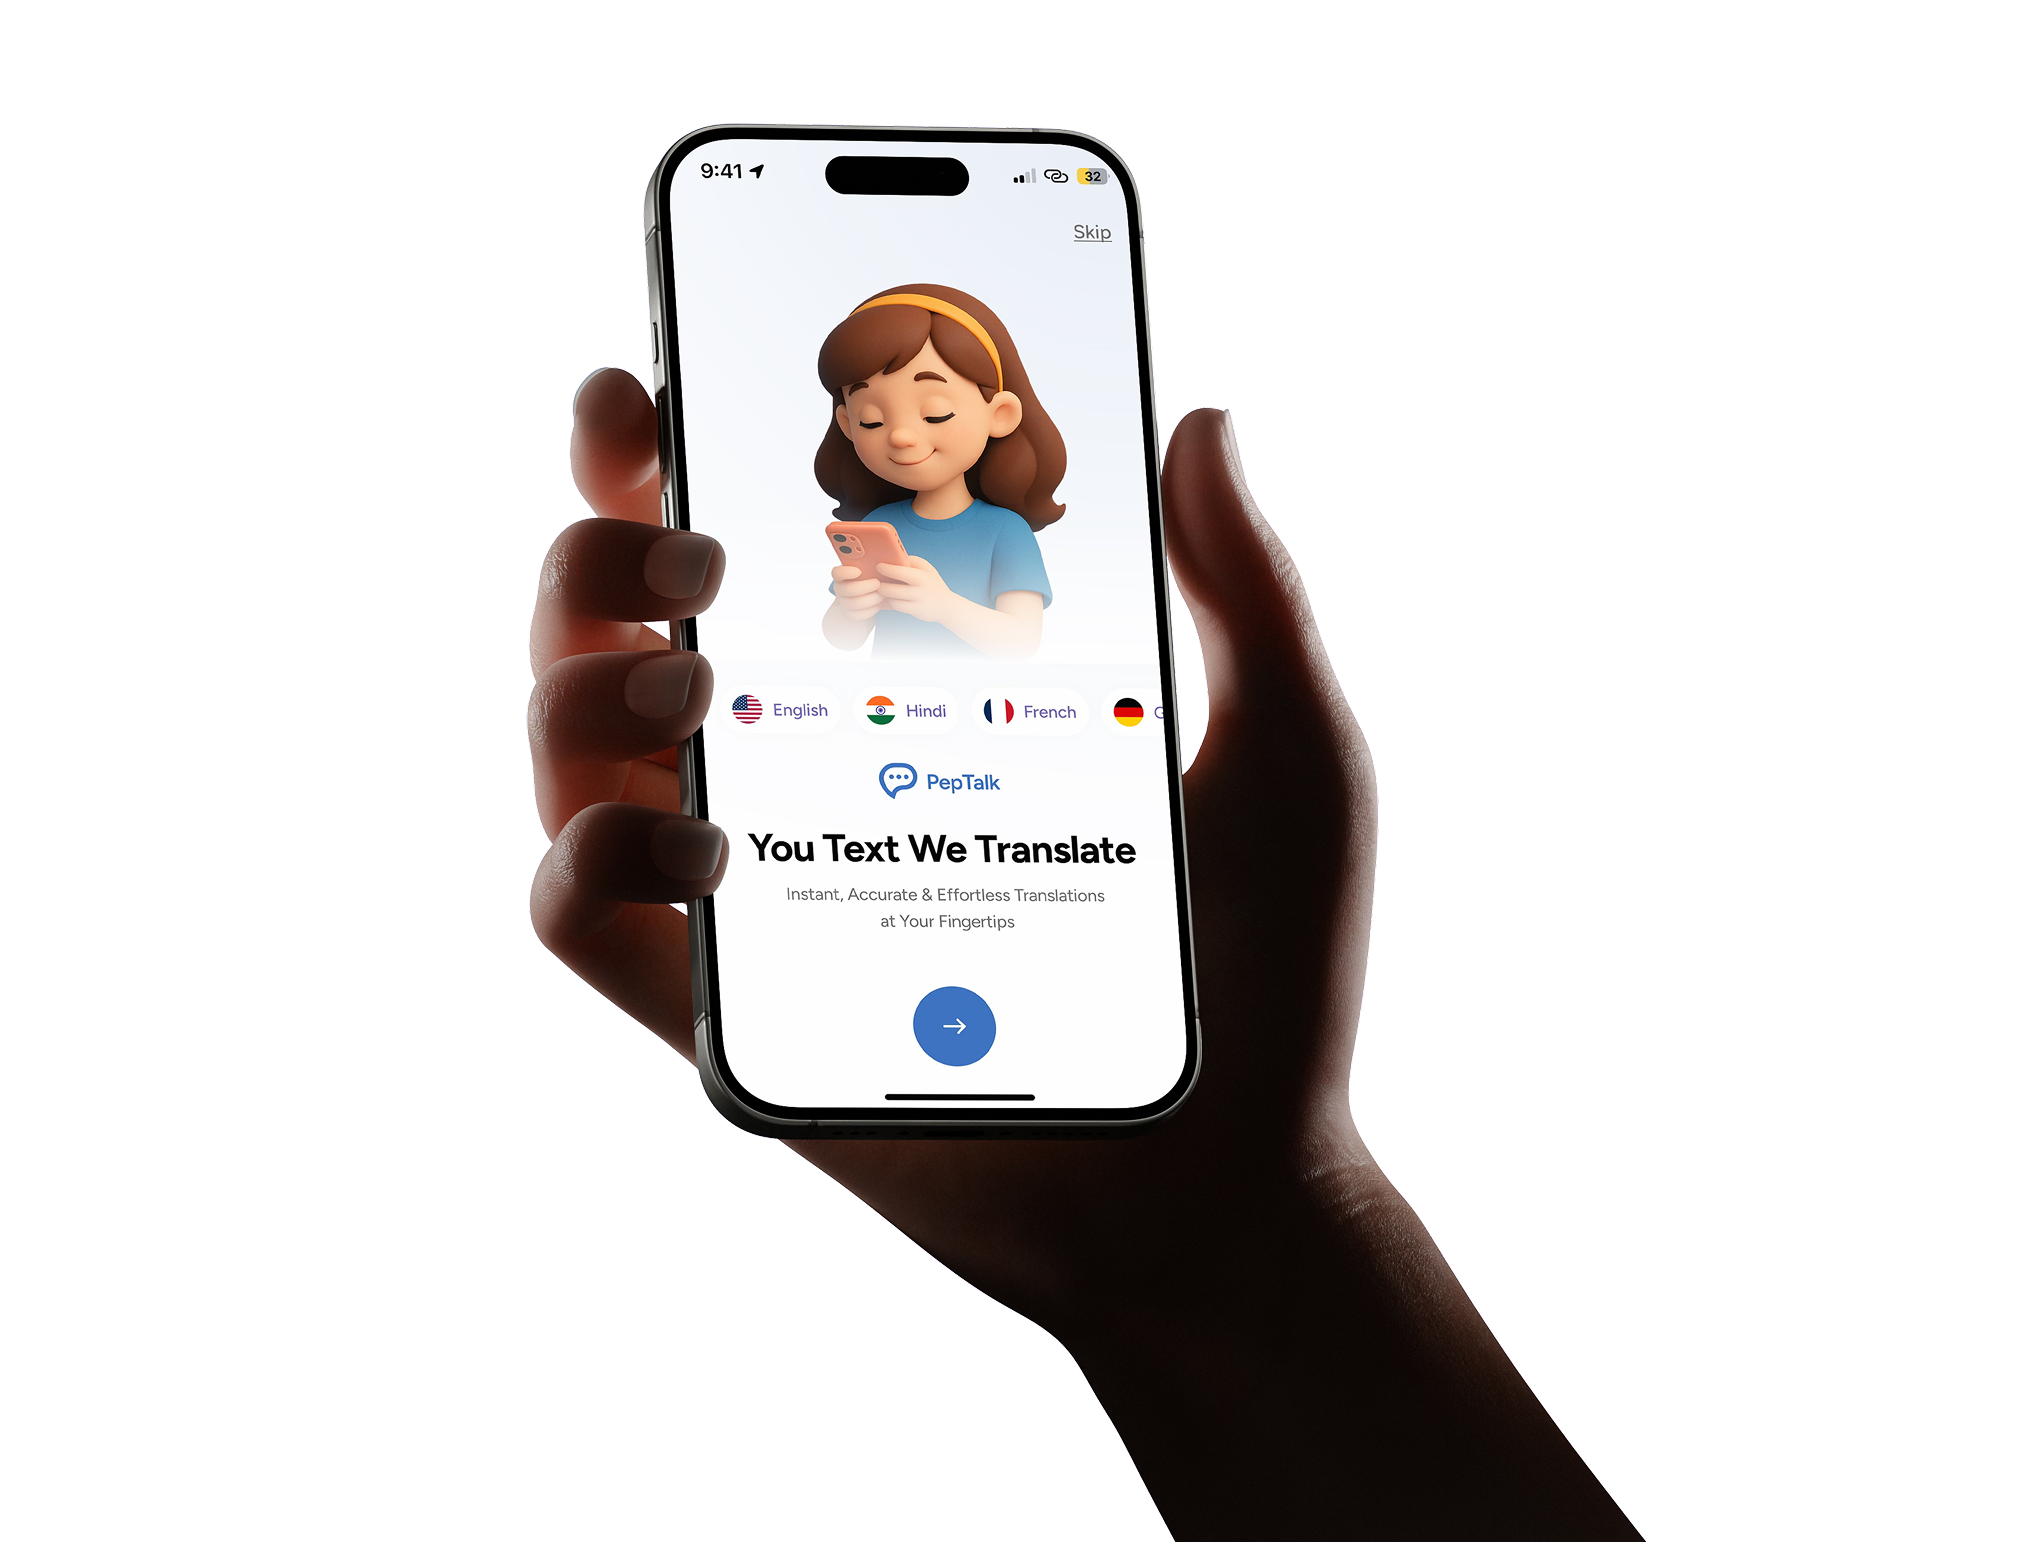 9:41
32
Skip
English Hindi French G
PepTalk
You Text We Translate
Instant, Accurate & Effortless Translations
at Your Fingertips